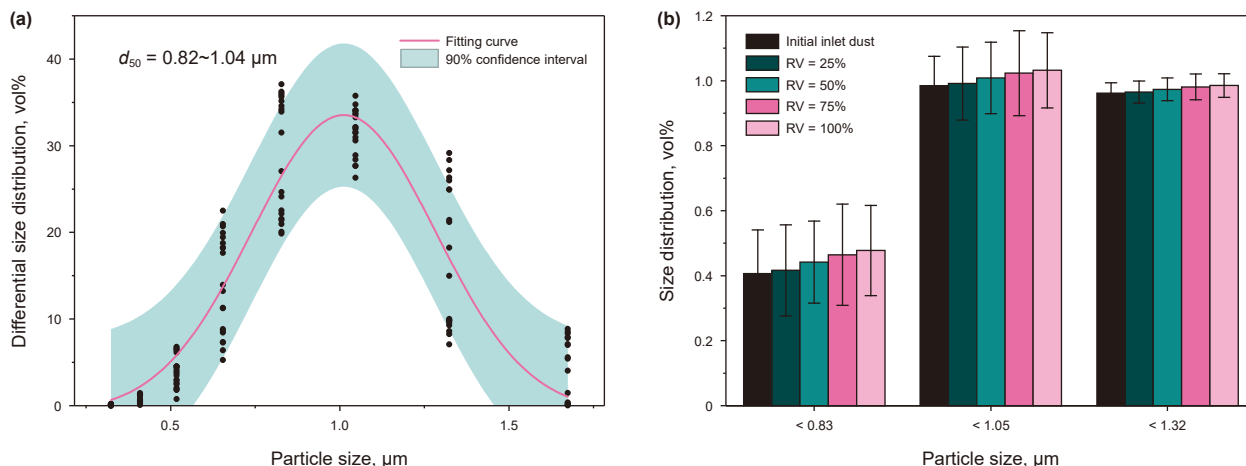 (a)
d50 = 0.82~1.04 μm
Fitting curve
90% confidence interval
Differential size distribution, vol%
40
30
20
10
0
0.5
1.0
1.5
Particle size, μm
(b)
Initial inlet dust
RV = 25%
RV = 50%
RV = 75%
RV = 100%
Size distribution, vol%
1.2
1.0
0.8
0.6
0.4
0.2
0
< 0.83
< 1.05
< 1.32
Particle size, μm